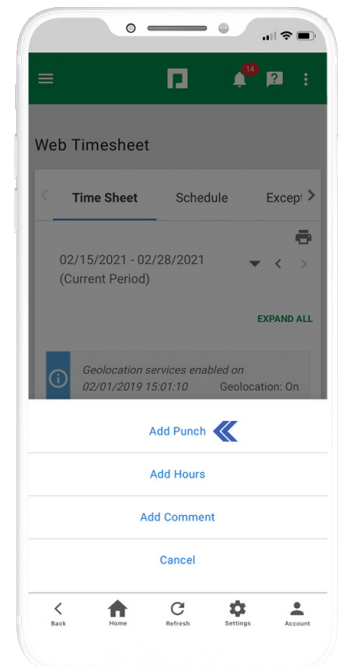 14
?
Web Timesheet
Time Sheet Schedule Except
02/15/2021 - 02/28/2021
(Current Period)
EXPAND ALL
Geolocation services enabled on
02/01/2019 15:01:10 Geolocation: On
Add Punch
Add Hours
Add Comment
Cancel
Back Home Refresh Settings Account